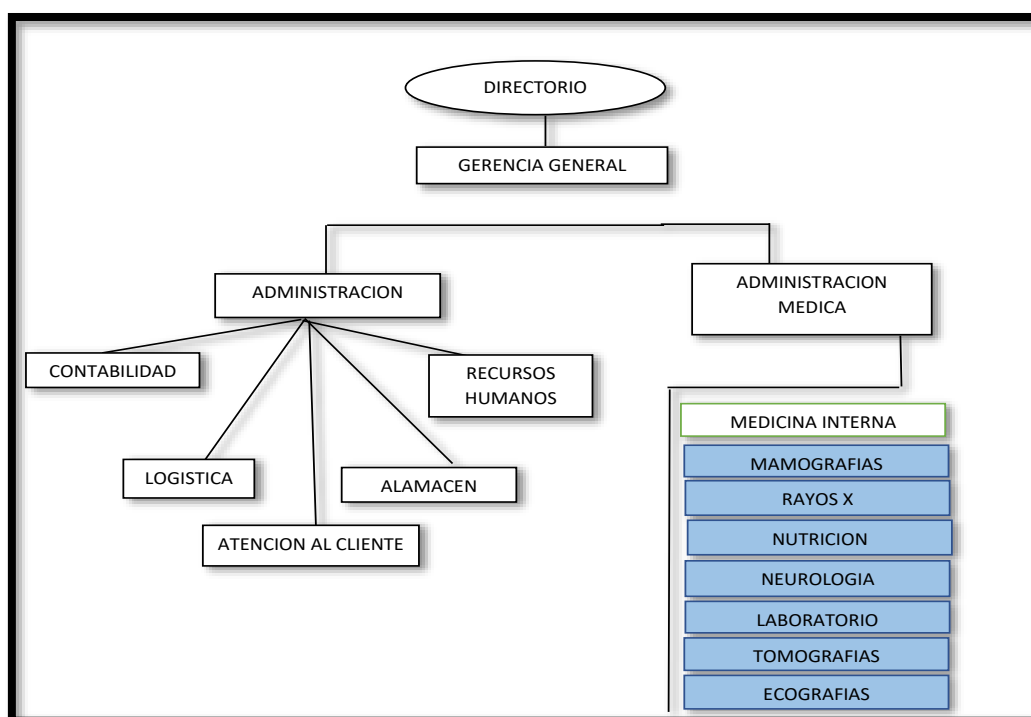 DIRECTORIO
GERENCIA GENERAL
ADMINISTRACION
ADMINISTRACION
MEDICA
CONTABILIDAD
RECURSOS
HUMANOS
LOGISTICA
ALAMACEN
ATENCION AL CLIENTE
MEDICINA INTERNA
MAMOGRAFIAS
RAYOS X
NUTRICION
NEUROLOGIA
LABORATORIO
TOMOGRAFIAS
ECOGRAFIAS